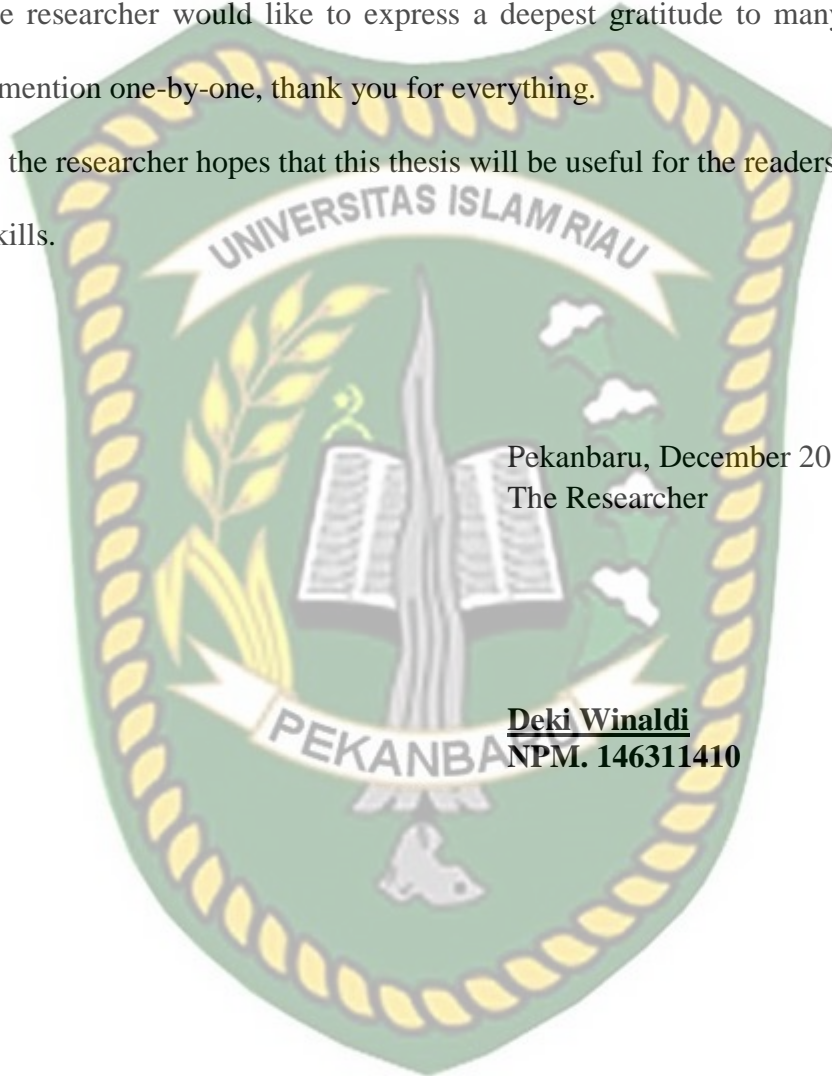 e researcher would like to express a deepest gratitude to many
mention one-by-one, thank you for everything.
the researcher hopes that this thesis will be useful for the readers
kills.
UNIVERSITAS ISLAM RIAU
Pekanbaru, December 20
The Researcher
Deki Winaldi
NPM. 146311410
PEKANBARU